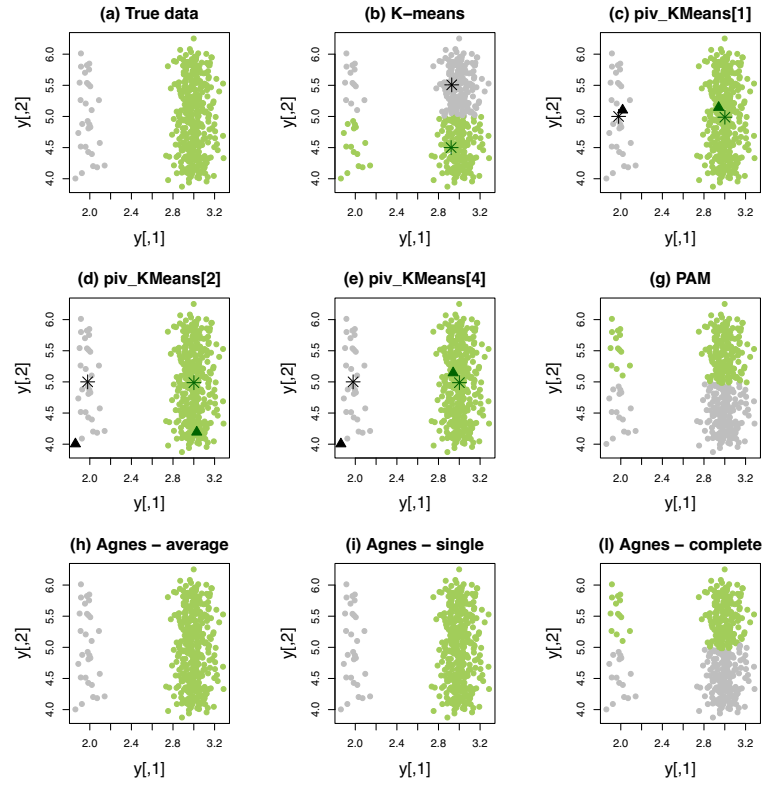 (a) True data
(b) K−means
(c) piv_KMeans[1]
y[,2]
4.0 4.5 5.0 5.5 6.0
2.0 2.4 2.8 3.2
y[,1]
y[,2]
4.0 4.5 5.0 5.5 6.0
2.0 2.4 2.8 3.2
y[,1]
y[,2]
4.0 4.5 5.0 5.5 6.0
2.0 2.4 2.8 3.2
y[,1]
(d) piv_KMeans[2]
(e) piv_KMeans[4]
(g) PAM
y[,2]
4.0 4.5 5.0 5.5 6.0
2.0 2.4 2.8 3.2
y[,1]
y[,2]
4.0 4.5 5.0 5.5 6.0
2.0 2.4 2.8 3.2
y[,1]
y[,2]
4.0 4.5 5.0 5.5 6.0
2.0 2.4 2.8 3.2
y[,1]
(h) Agnes − average
(i) Agnes − single
(l) Agnes − complete
y[,2]
4.0 4.5 5.0 5.5 6.0
2.0 2.4 2.8 3.2
y[,1]
y[,2]
4.0 4.5 5.0 5.5 6.0
2.0 2.4 2.8 3.2
y[,1]
y[,2]
4.0 4.5 5.0 5.5 6.0
2.0 2.4 2.8 3.2
y[,1]